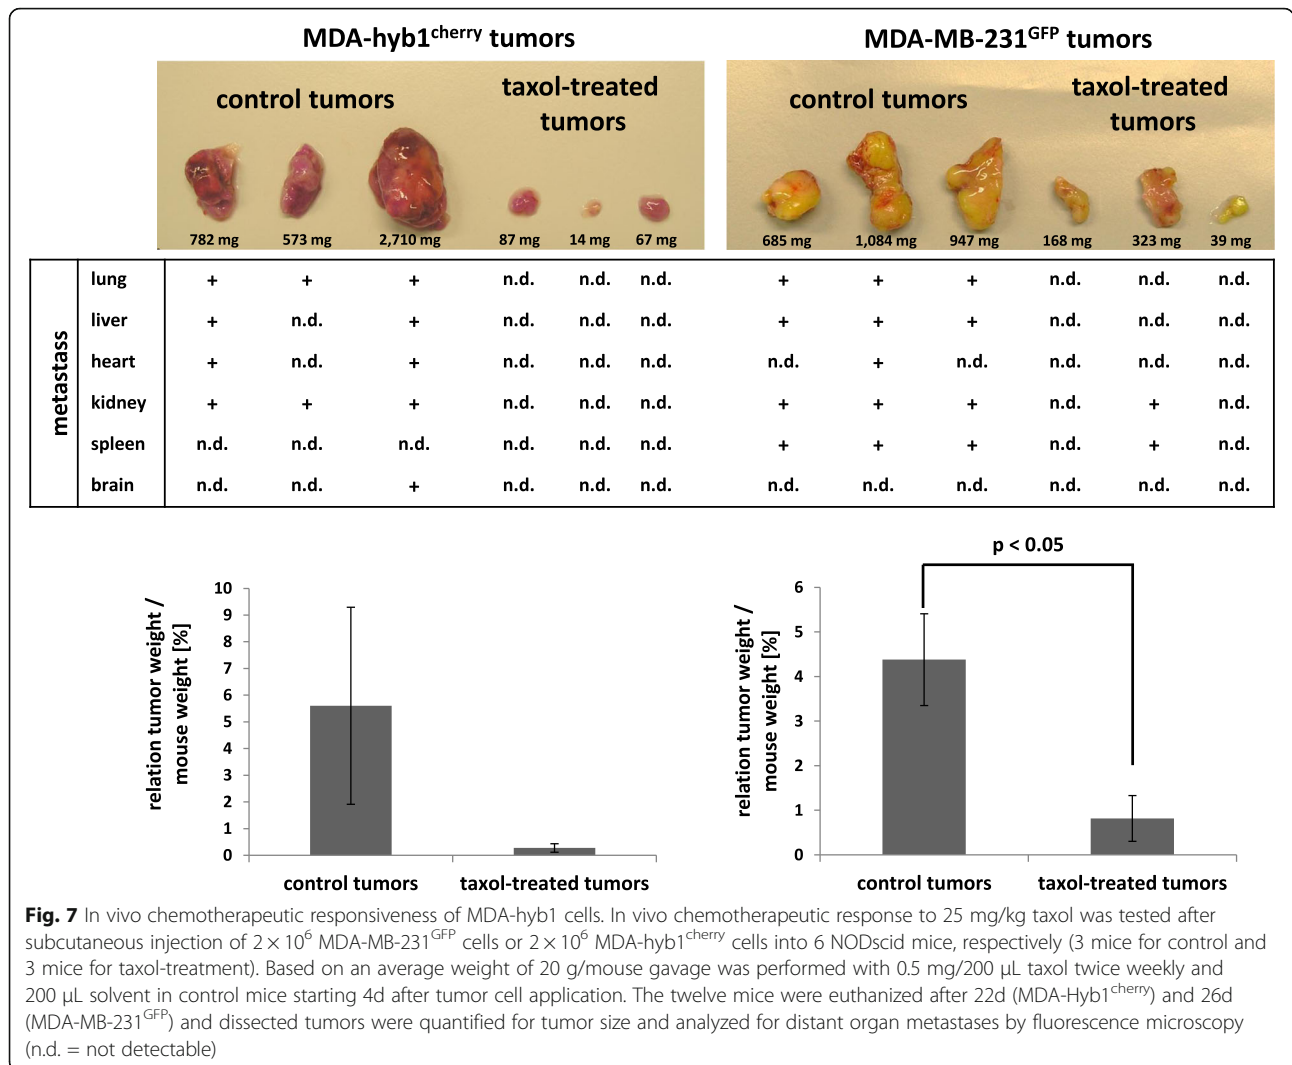 MDA-hyb1cherry tumors
MDA-MB-231GFP tumors
control tumors
taxol-treated
tumors
control tumors
taxol-treated
tumors
782 mg 573 mg 2,710 mg 87 mg 14 mg 67 mg 685 mg 1,084 mg 947 mg 168 mg 323 mg 39 mg
metastass
lung + + + n.d. n.d. n.d. + + + n.d. n.d. n.d.
liver + n.d. + n.d. n.d. n.d. + + + n.d. n.d. n.d.
heart + n.d. + n.d. n.d. n.d. n.d. + n.d. n.d. n.d. n.d.
kidney + + + n.d. n.d. n.d. + + + n.d. + n.d.
spleen n.d. n.d. n.d. n.d. n.d. n.d. + + + n.d. + n.d.
brain n.d. n.d. + n.d. n.d. n.d. n.d. n.d. n.d. n.d. n.d. n.d.
relation tumor weight /
mouse weight [%]
10
9
8
7
6
5
4
3
2
1
0
control tumors taxol-treated tumors
p < 0.05
relation tumor weight /
mouse weight [%]
6
5
4
3
2
1
0
control tumors taxol-treated tumors
Fig. 7 In vivo chemotherapeutic responsiveness of MDA-hyb1 cells. In vivo chemotherapeutic response to 25 mg/kg taxol was tested after
subcutaneous injection of 2 × 10⁶ MDA-MB-231GFP cells or 2 × 10⁶ MDA-hyb1cherry cells into 6 NODscid mice, respectively (3 mice for control and
3 mice for taxol-treatment). Based on an average weight of 20 g/mouse gavage was performed with 0.5 mg/200 μL taxol twice weekly and
200 μL solvent in control mice starting 4d after tumor cell application. The twelve mice were euthanized after 22d (MDA-Hyb1cherry) and 26d
(MDA-MB-231GFP) and dissected tumors were quantified for tumor size and analyzed for distant organ metastases by fluorescence microscopy
(n.d. = not detectable)